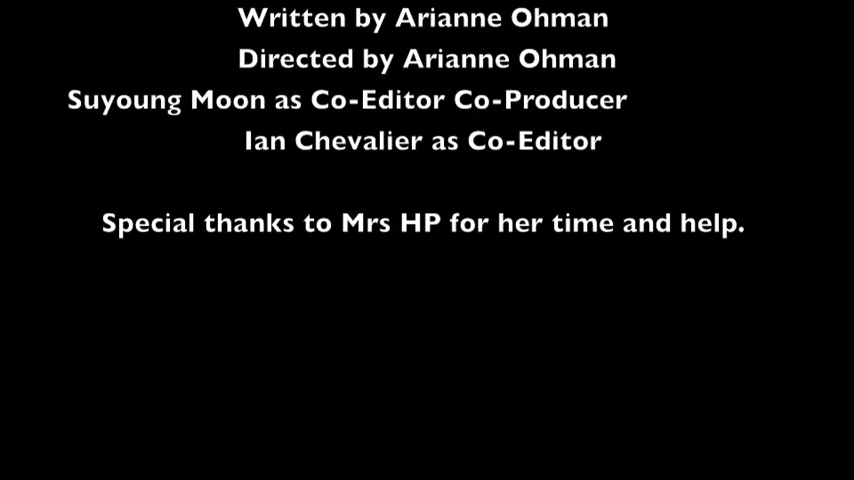 Written by Arianne Ohman
Directed by Arianne Ohman
Suyoung Moon as Co-Editor Co-Producer
Ian Chevalier as Co-Editor
Special thanks to Mrs HP for her time and help.